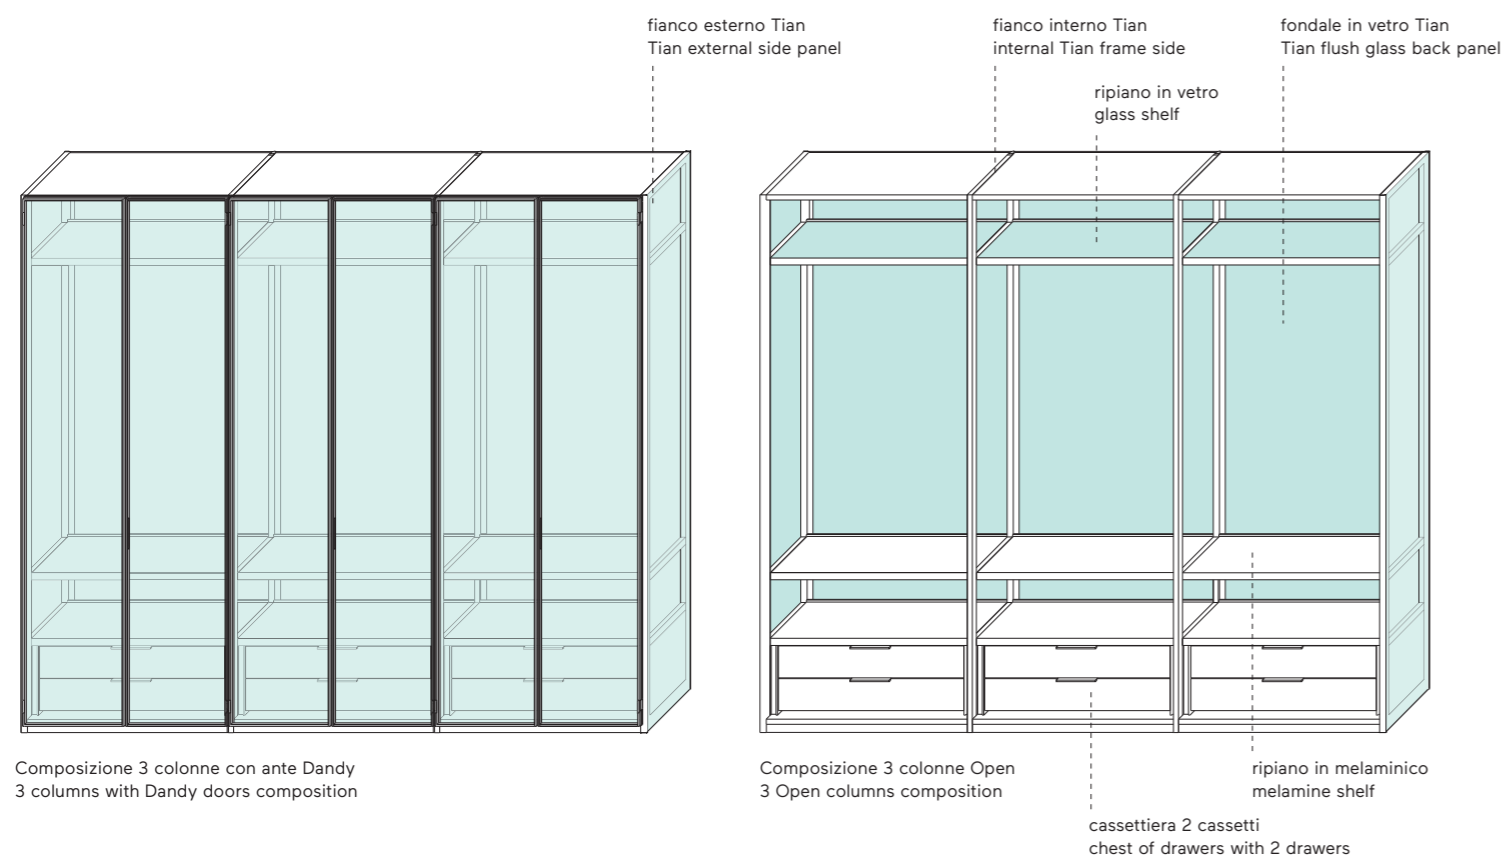 fianco esterno Tian
Tian external side panel
fianco interno Tian
internal Tian frame side
fondale in vetro Tian
Tian flush glass back panel
ripiano in vetro
glass shelf
Composizione 3 colonne con ante Dandy
3 columns with Dandy doors composition
Composizione 3 colonne Open
3 Open columns composition
ripiano in melaminico
melamine shelf
cassettiera 2 cassetti
chest of drawers with 2 drawers